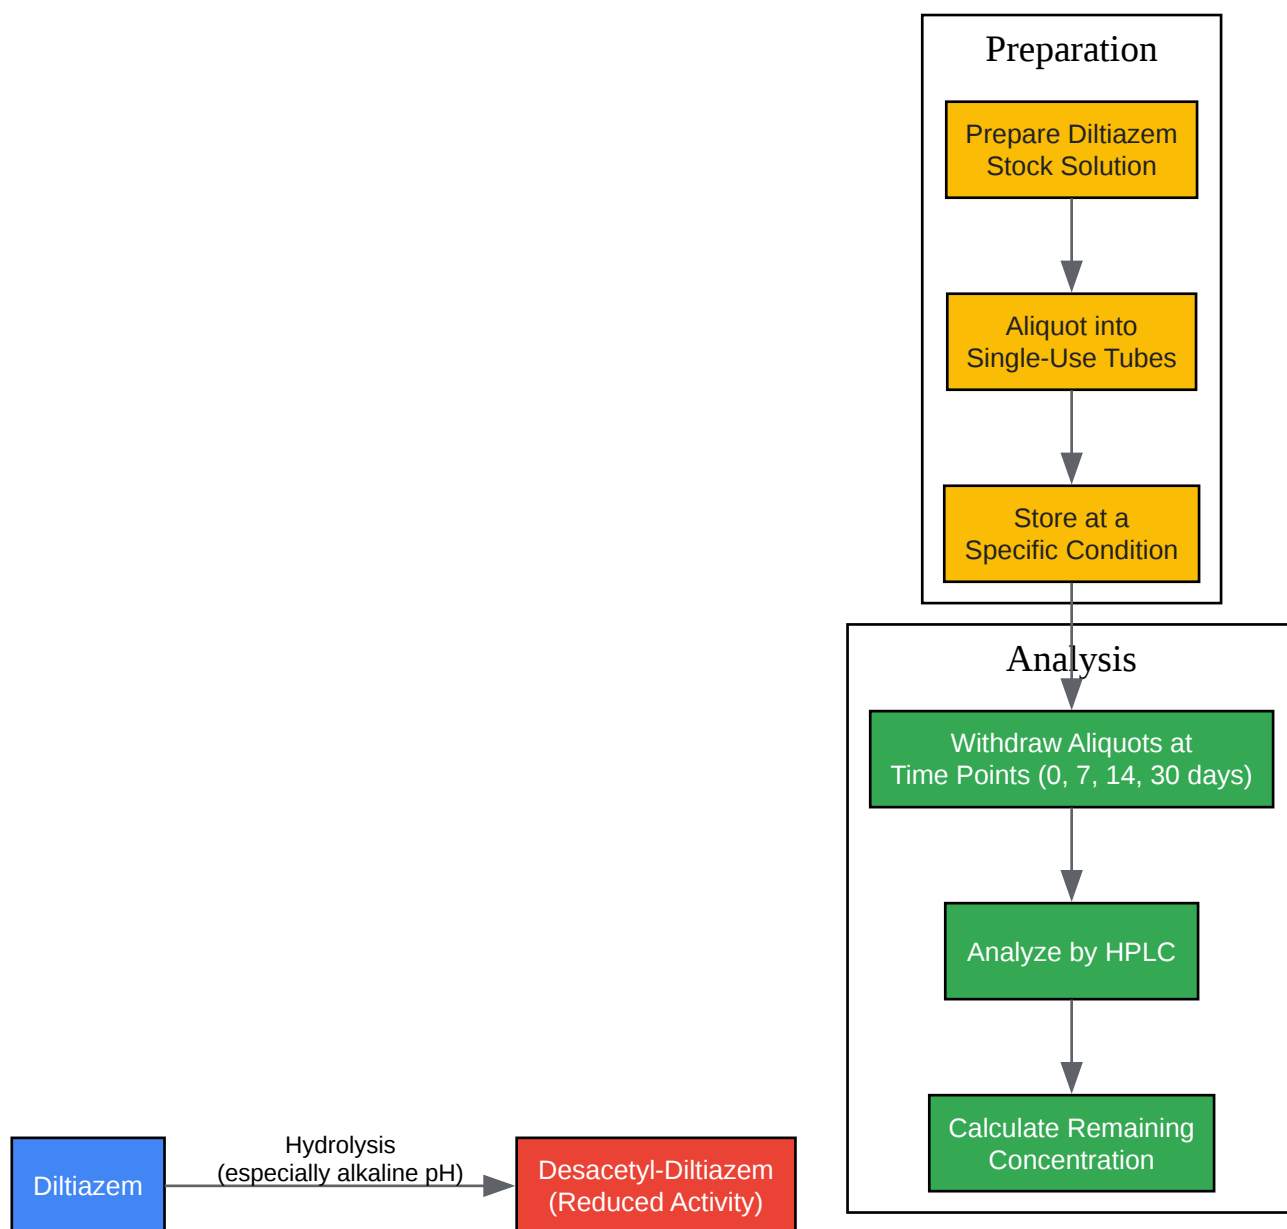 Preparation
Prepare Diltiazem
Stock Solution
Aliquot into
Single-Use Tubes
Store at a
Specific Condition
Analysis
Withdraw Aliquots at
Time Points (0, 7, 14, 30 days)
Analyze by HPLC
Calculate Remaining
Concentration
Diltiazem
Hydrolysis
(especially alkaline pH)
Desacetyl-Diltiazem
(Reduced Activity)